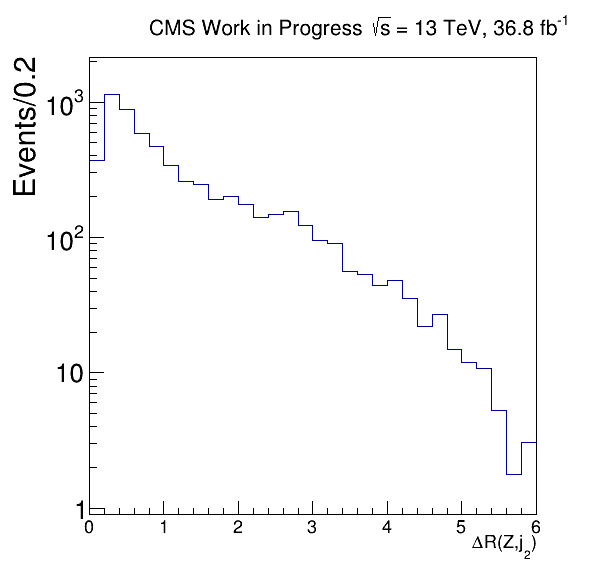 CMS Work in Progress √s = 13 TeV, 36.8 fb⁻¹
Events/0.2
10³
10²
10
1
0 1 2 3 4 5 6
ΔR(Z,j₂)